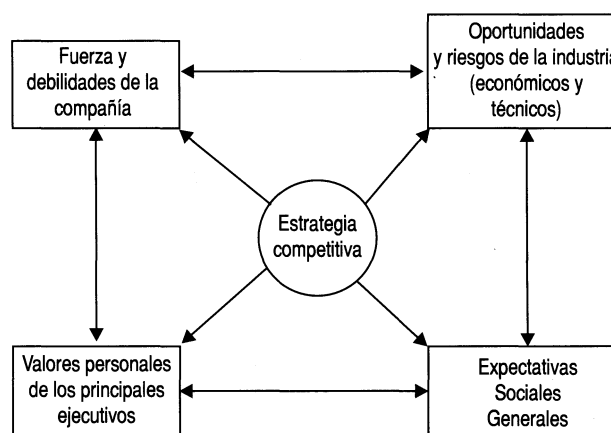 Fuerza y
debilidades de la
compañía
Oportunidades
y riesgos de la industria
(económicos y
técnicos)
Estrategia
competitiva
Valores personales
de los principales
ejecutivos
Expectativas
Sociales
Generales